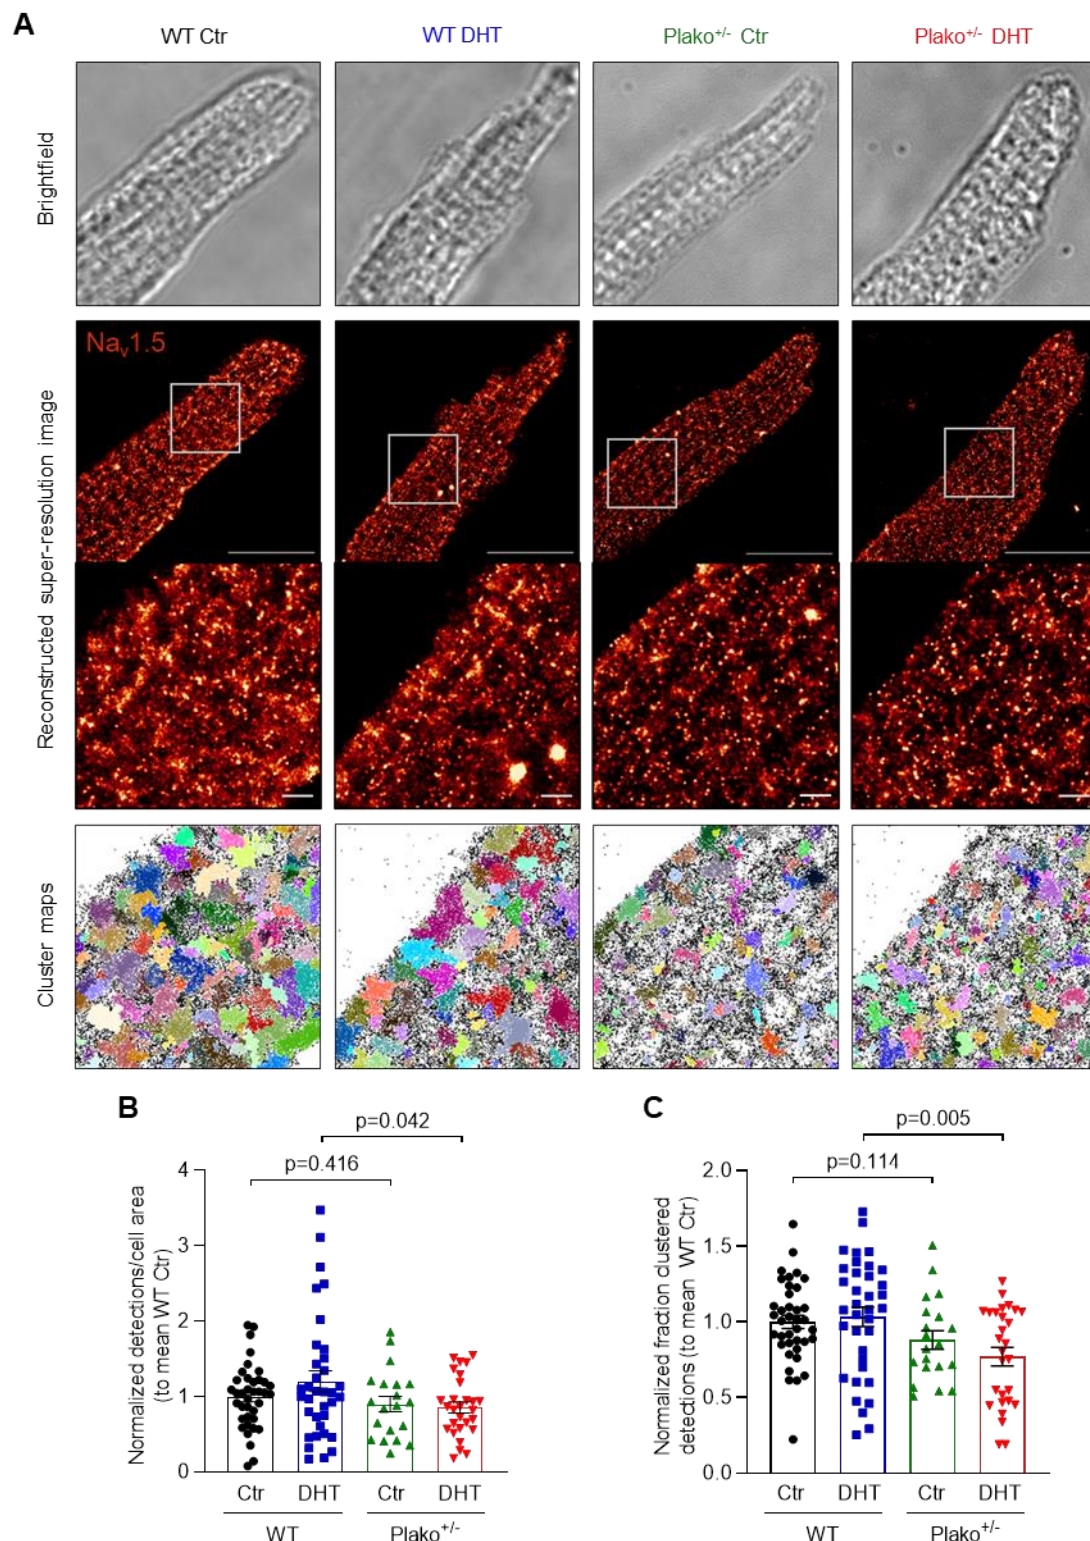 A
WT Ctr
WT DHT
Plako+/- Ctr
Plako+/- DHT
Brightfield
Reconstructed super-resolution image
Nav1.5
Cluster maps
B
p=0.042
p=0.416
Normalized detections/cell area
(to mean WT Ctr)
4
3
2
1
0
Ctr
DHT
Ctr
DHT
WT
Plako+/-
C
p=0.005
p=0.114
Normalized fraction clustered
detections (to mean WT Ctr)
2.0
1.5
1.0
0.5
0.0
Ctr
DHT
Ctr
DHT
WT
Plako+/-